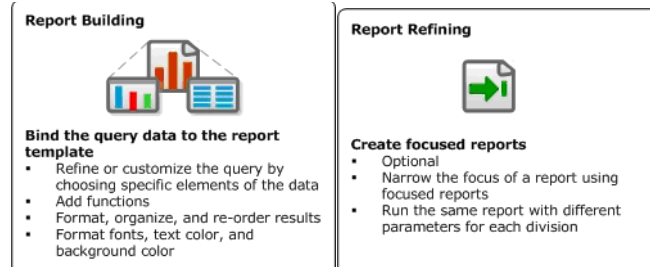 Report Building
Bind the query data to the report
template
▪ Refine or customize the query by
choosing specific elements of the data
▪ Add functions
▪ Format, organize, and re-order results
▪ Format fonts, text color, and
background color
Report Refining
Create focused reports
▪ Optional
▪ Narrow the focus of a report using
focused reports
▪ Run the same report with different
parameters for each division